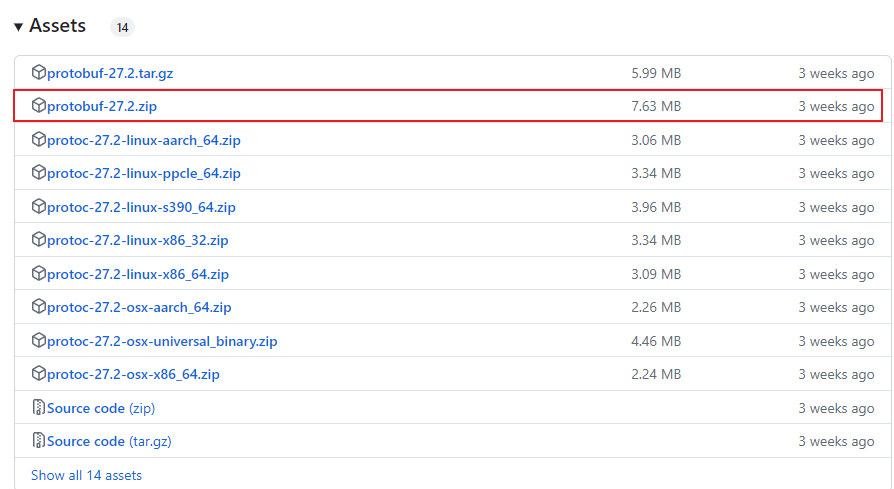 Assets 14
protobuf-27.2.tar.gz 5.99 MB 3 weeks ago
protobuf-27.2.zip 7.63 MB 3 weeks ago
protoc-27.2-linux-aarch_64.zip 3.06 MB 3 weeks ago
protoc-27.2-linux-ppcle_64.zip 3.34 MB 3 weeks ago
protoc-27.2-linux-s390_64.zip 3.96 MB 3 weeks ago
protoc-27.2-linux-x86_32.zip 3.34 MB 3 weeks ago
protoc-27.2-linux-x86_64.zip 3.09 MB 3 weeks ago
protoc-27.2-osx-aarch_64.zip 2.26 MB 3 weeks ago
protoc-27.2-osx-universal_binary.zip 4.46 MB 3 weeks ago
protoc-27.2-osx-x86_64.zip 2.24 MB 3 weeks ago
Source code (zip) 3 weeks ago
Source code (tar.gz) 3 weeks ago
Show all 14 assets